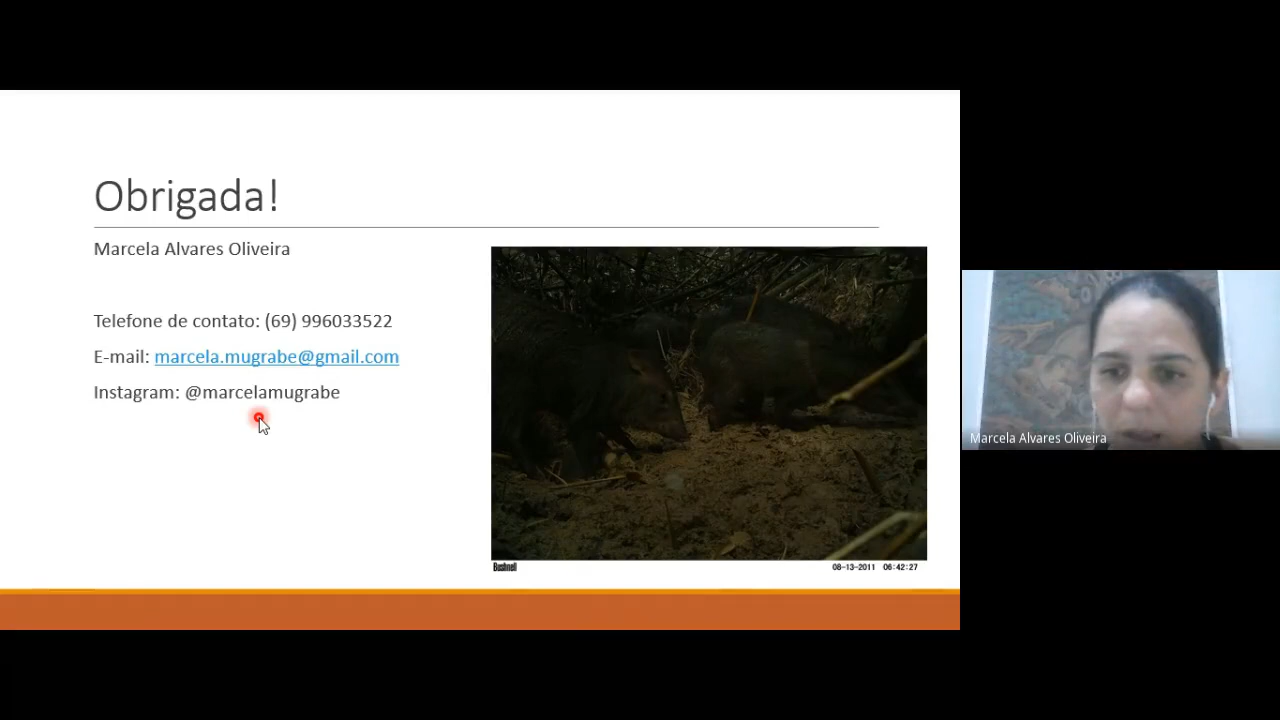 Obrigada!
Marcela Alvares Oliveira
Telefone de contato: (69) 996033522
E-mail: marcela.mugrabe@gmail.com
Instagram: @marcelamugrabe
Bushnell
08-13-2011 06:42:27
Marcela Alvares Oliveira